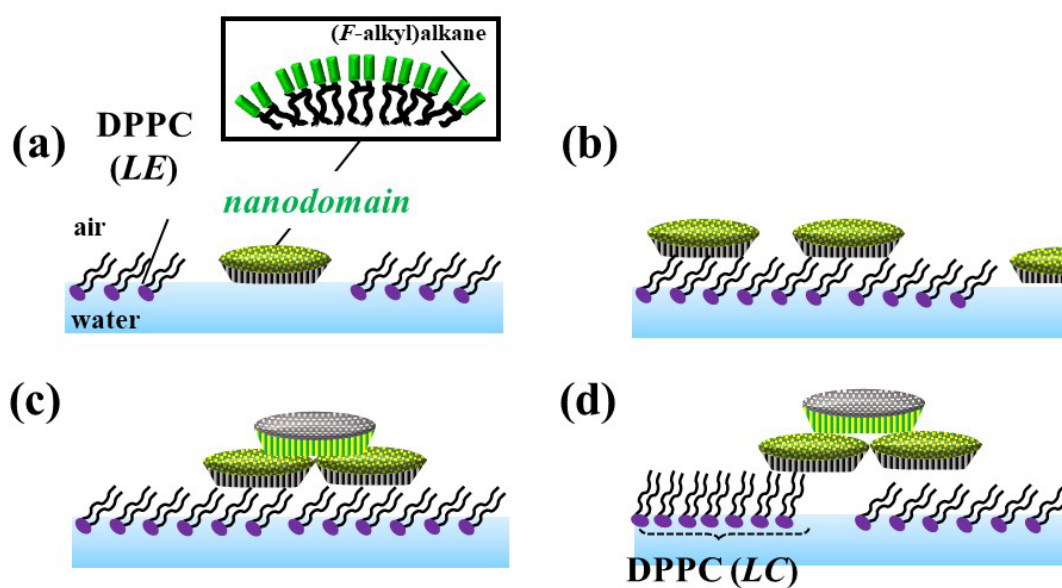 (F-alkyl)alkane
(a)
DPPC
(LE)
(b)
nanodomain
air
water
(c)
(d)
DPPC (LC)